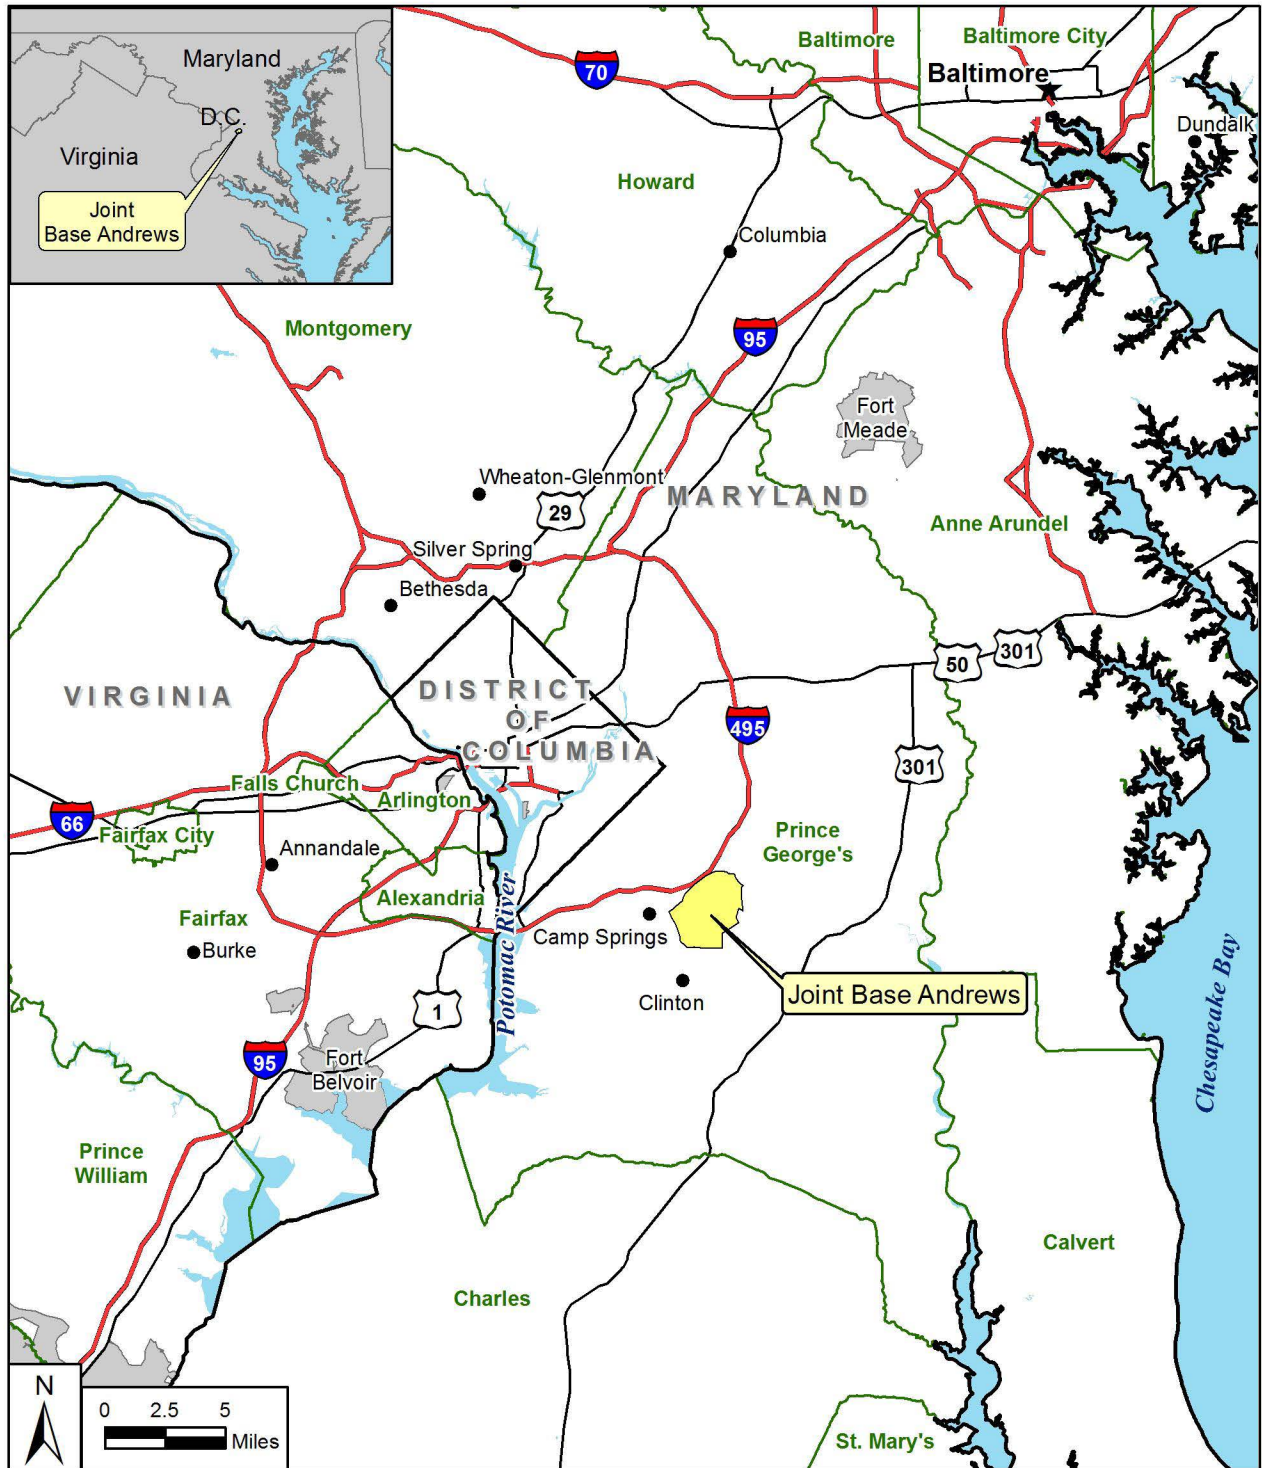 Maryland
D.C.
Virginia
Joint
Base Andrews
70
Baltimore
Baltimore City
Baltimore
Dundalk
Howard
Columbia
Montgomery
95
Fort
Meade
Wheaton-Glenmont
MARYLAND
29
Anne Arundel
Silver Spring
Bethesda
50
301
VIRGINIA
DISTRICT
OF
COLUMBIA
495
301
Falls Church
Arlington
66
Fairfax City
Prince
George's
Annandale
Alexandria
Fairfax
Camp Springs
Burke
Potomac River
Chesapeake Bay
Joint Base Andrews
Clinton
1
95
Fort
Belvoir
Prince
William
Calvert
Charles
N
0 2.5 5
Miles
St. Mary's